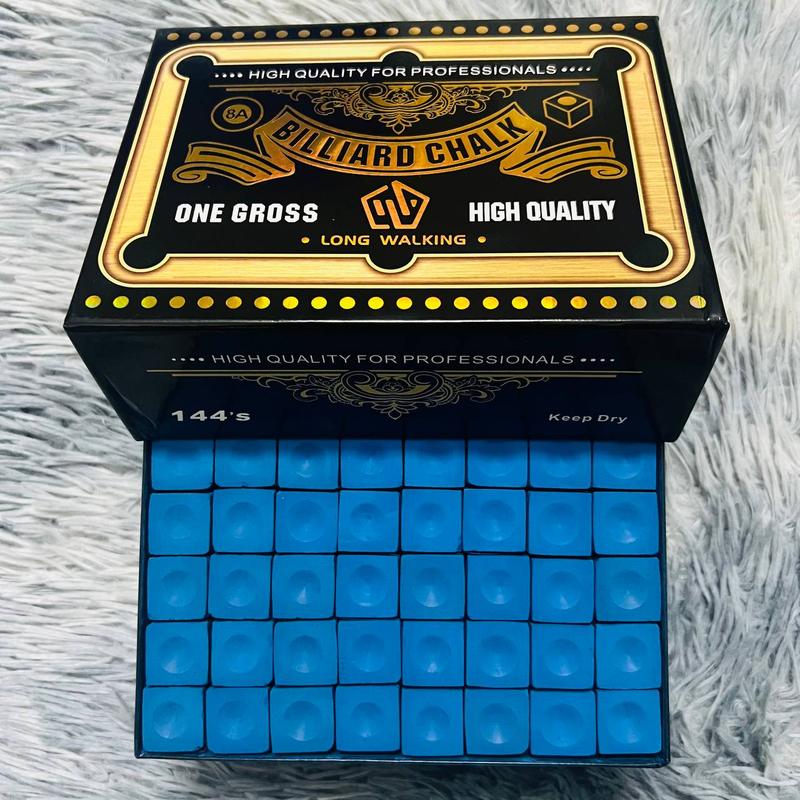 •••• HIGH QUALITY FOR PROFESSIONALS ••••
8A
BILLIARD CHALK
ONE GROSS
HIGH QUALITY
• LONG WALKING •
•••• HIGH QUALITY FOR PROFESSIONALS ••••
144's
Keep Dry